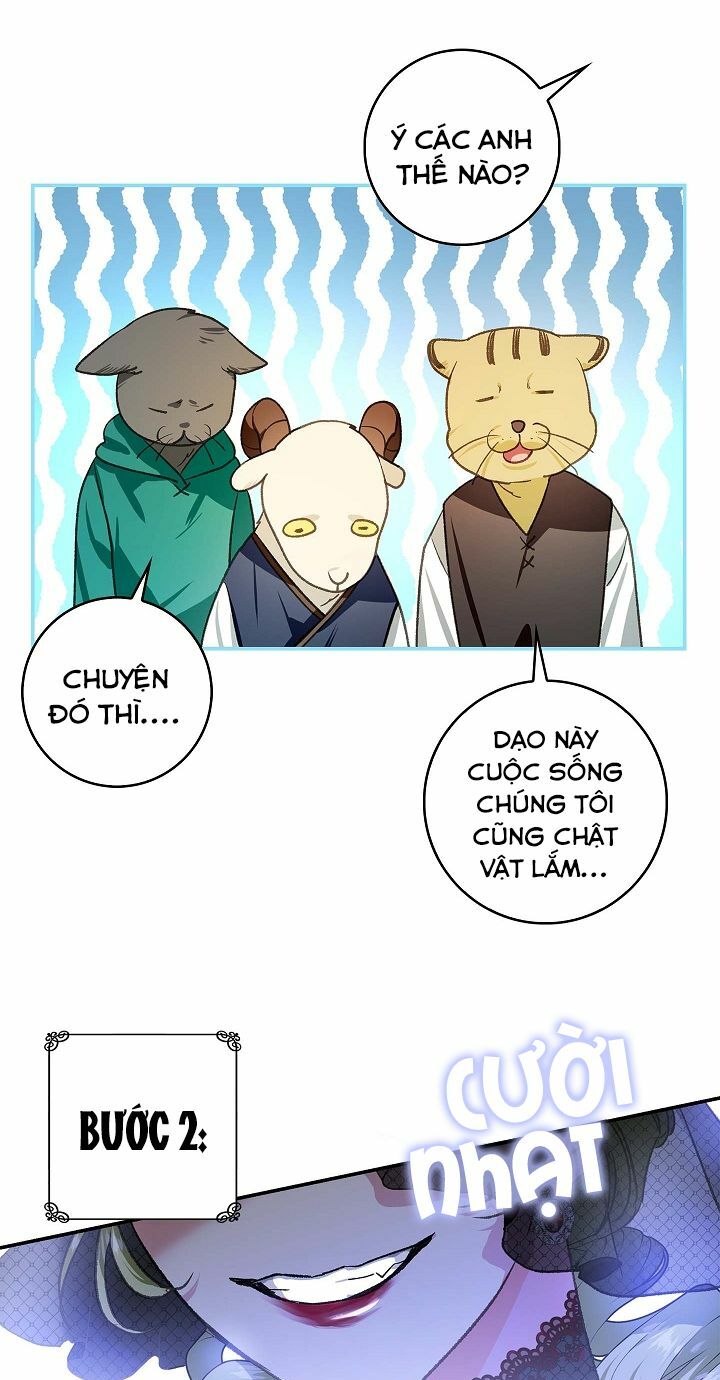 Ý CÁC ANH
THẾ NÀO?
CHUYỆN
ĐÓ THÌ....
DẠO NÀY
CUỘC SỐNG
CHÚNG TÔI
CŨNG CHẬT
VẬT LẮM...
BƯỚC 2:
CƯỜI
NHẠT